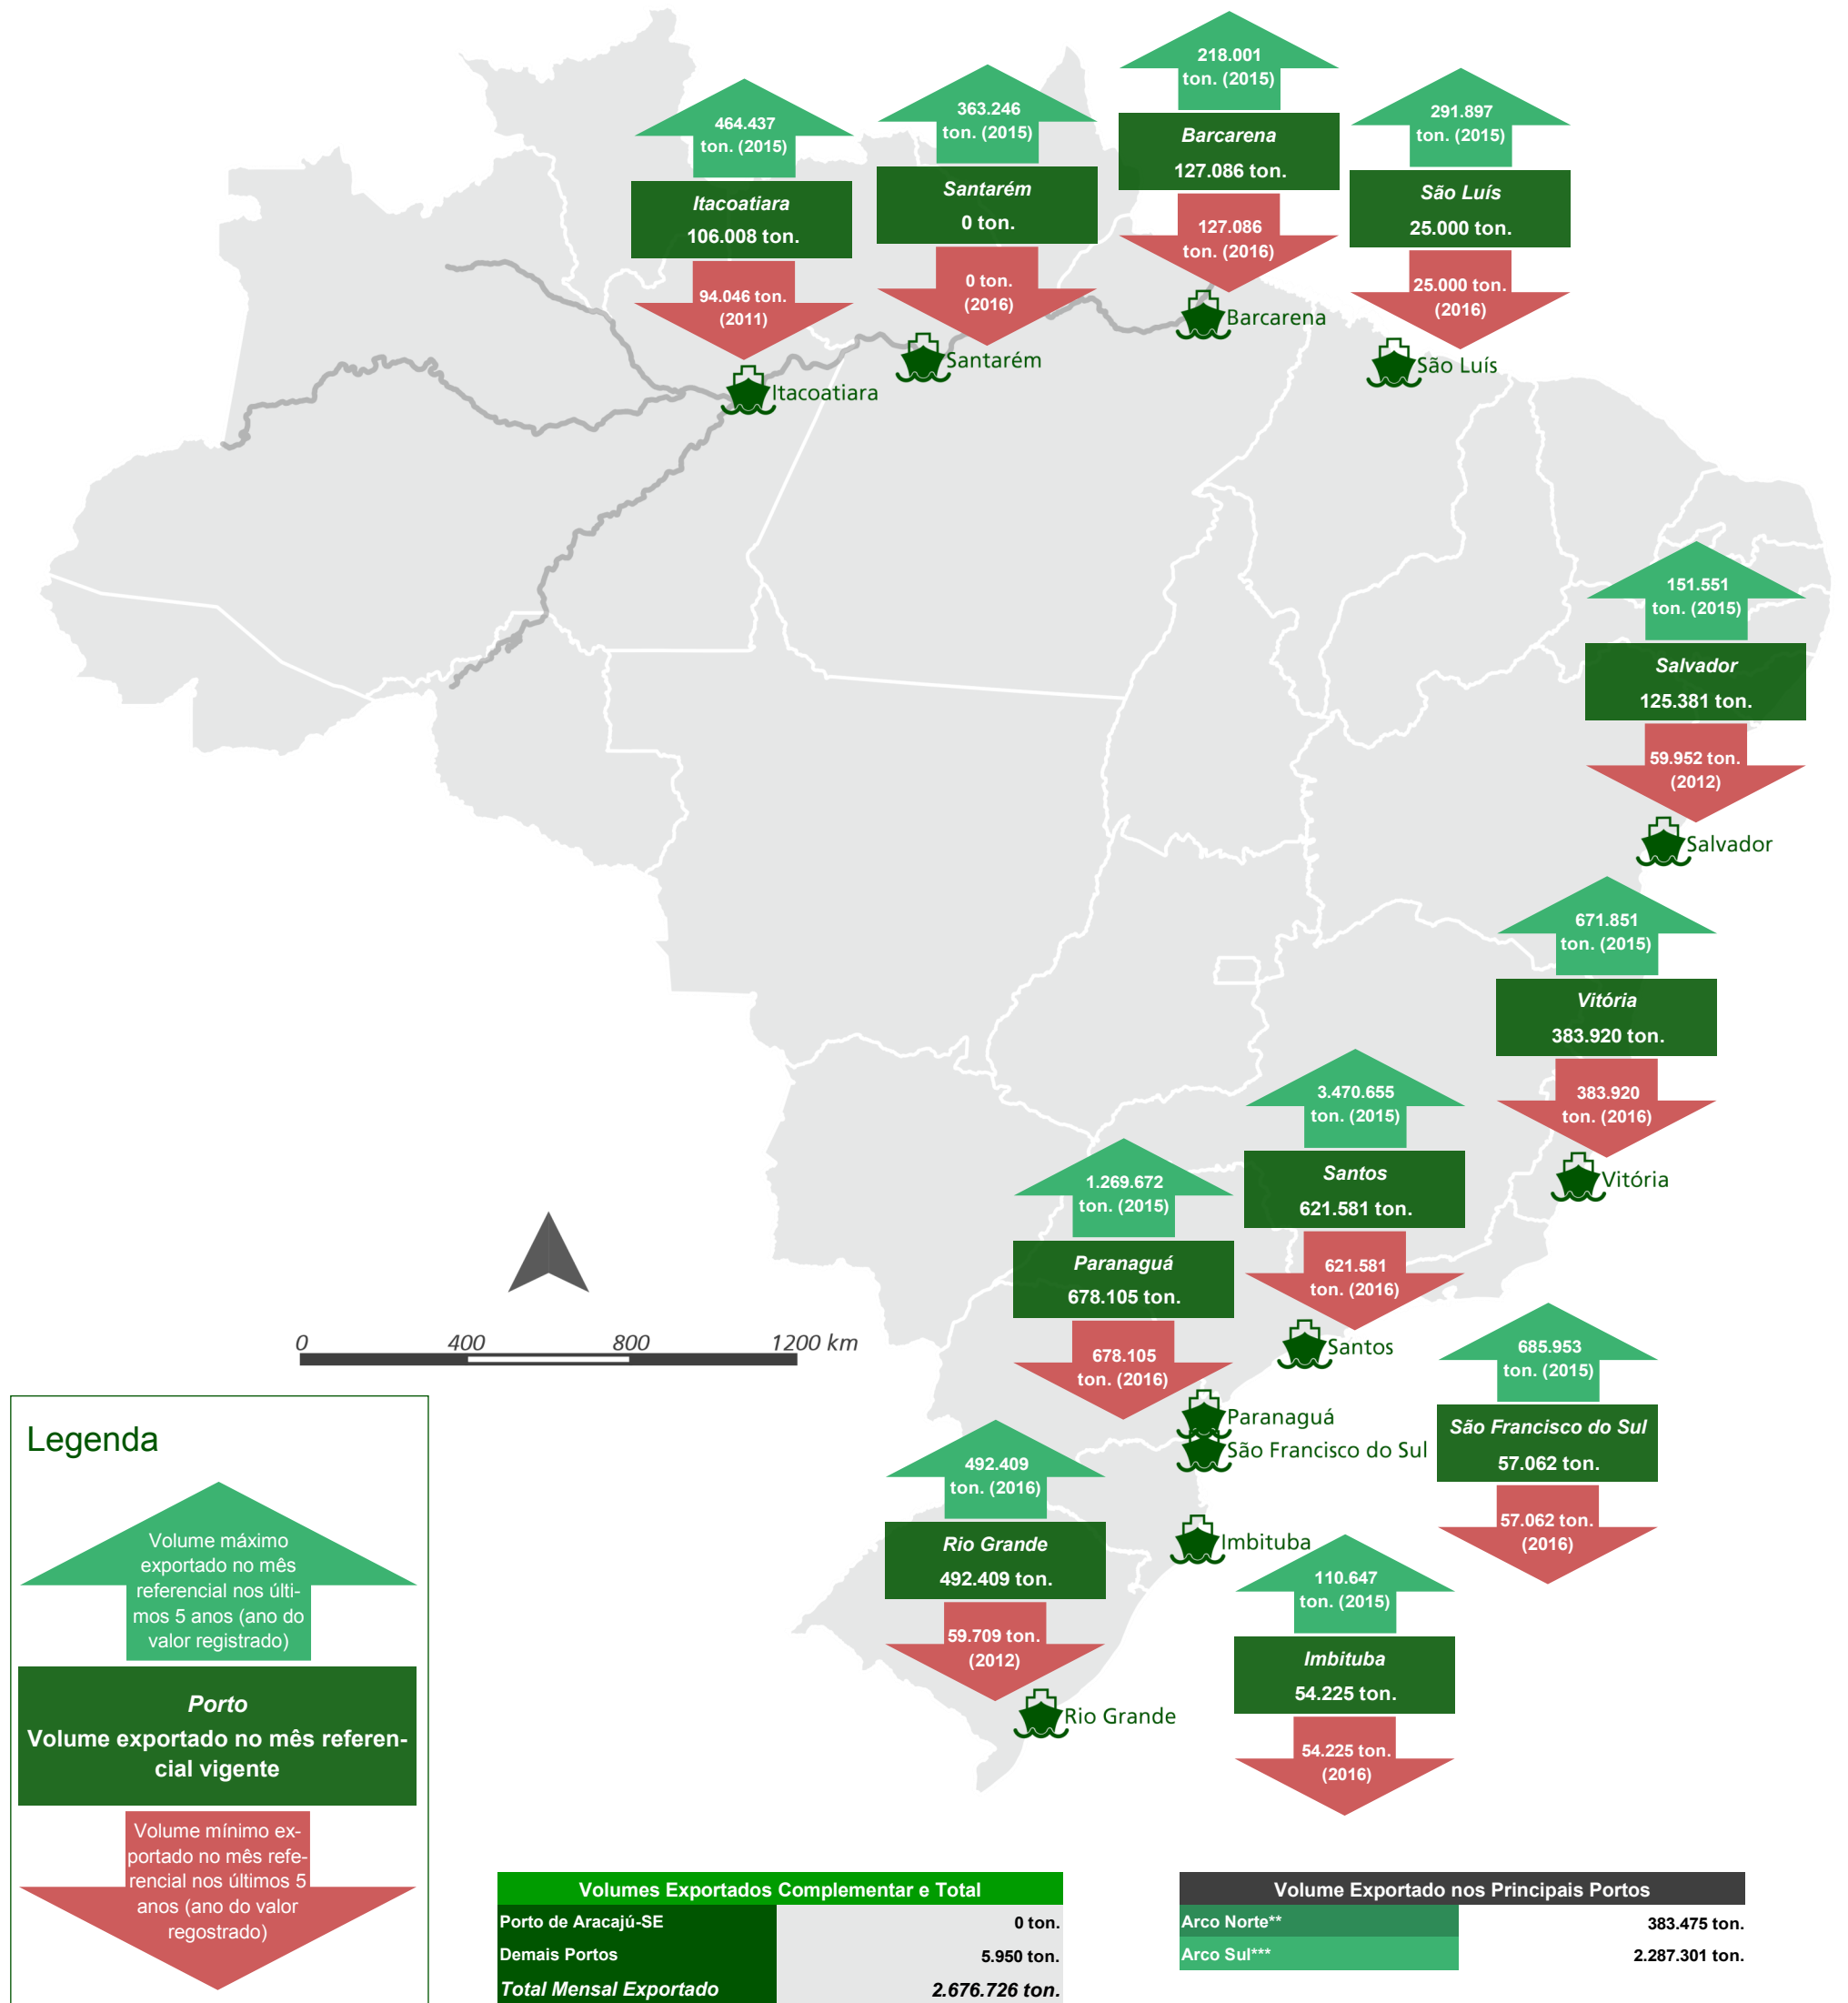 218.001
ton. (2015)
Barcarena
127.086 ton.
127.086
ton. (2016)
Barcarena
363.246
ton. (2015)
Santarém
0 ton.
0 ton.
(2016)
Santarém
291.897
ton. (2015)
São Luís
25.000 ton.
25.000 ton.
(2016)
São Luís
464.437
ton. (2015)
Itacoatiara
106.008 ton.
94.046 ton.
(2011)
Itacoatiara
151.551
ton. (2015)
Salvador
125.381 ton.
59.952 ton.
(2012)
Salvador
671.851
ton. (2015)
Vitória
383.920 ton.
383.920
ton. (2016)
Vitória
3.470.655
ton. (2015)
Santos
621.581 ton.
621.581
ton. (2016)
Santos
1.269.672
ton. (2015)
Paranaguá
678.105 ton.
678.105
ton. (2016)
Paranaguá
São Francisco do Sul
685.953
ton. (2015)
São Francisco do Sul
57.062 ton.
57.062 ton.
(2016)
492.409
ton. (2016)
Rio Grande
492.409 ton.
59.709 ton.
(2012)
Rio Grande
Imbituba
110.647
ton. (2015)
Imbituba
54.225 ton.
54.225 ton.
(2016)
0 400 800 1200 km
Legenda
Volume máximo
exportado no mês
referencial nos últi-
mos 5 anos (ano do
valor registrado)
Porto
Volume exportado no mês referen-
cial vigente
Volume mínimo ex-
portado no mês refe-
rencial nos últimos 5
anos (ano do valor
regostrado)
Volumes Exportados Complementar e Total
Porto de Aracajú-SE 0 ton.
Demais Portos 5.950 ton.
Total Mensal Exportado 2.676.726 ton.
Volume Exportado nos Principais Portos
Arco Norte** 383.475 ton.
Arco Sul*** 2.287.301 ton.